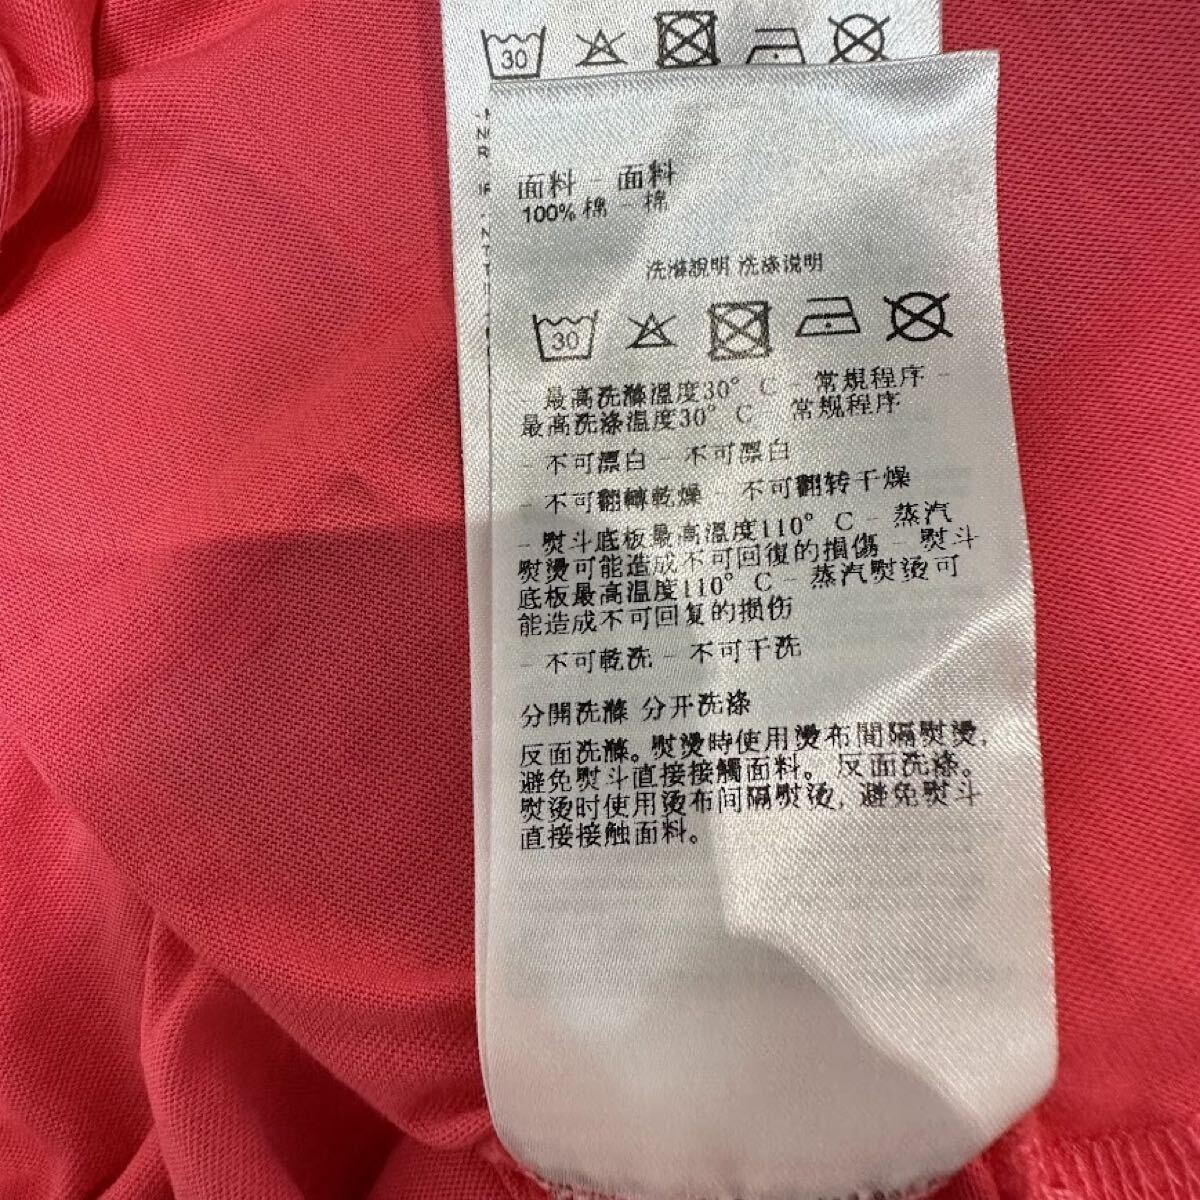 30
面料 - 面料
100% 棉 - 棉
洗滌說明 洗涤说明
30
- 最高洗滌溫度30° C - 常規程序 -
最高洗涤温度30° C 常规程序
- 不可漂白 - 不可漂白
- 不可翻轉乾燥 - 不可翻转干燥
- 熨斗底板最高溫度110° C - 蒸汽
熨燙可能造成不可回復的損傷 - 熨斗
底板最高温度110° C - 蒸汽熨烫可
能造成不可回复的损伤
- 不可乾洗 - 不可干洗
分開洗滌 分开洗涤
反面洗滌。熨燙時使用燙布間隔熨燙,
避免熨斗直接接觸面料。反面洗涤。
熨烫时使用烫布间隔熨烫, 避免熨斗
直接接触面料。